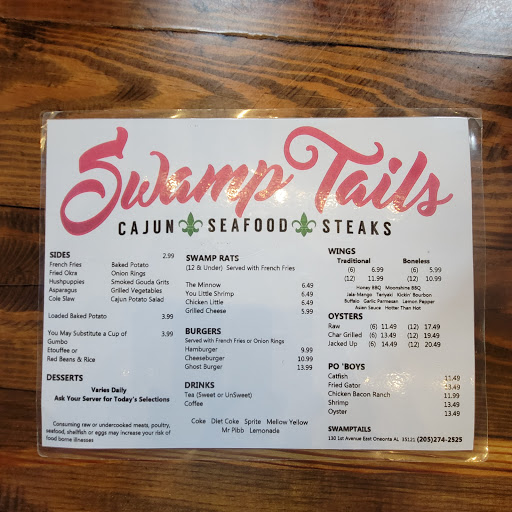 Swamp Tails
CAJUN SEAFOOD STEAKS
SIDES 2.99
French Fries Baked Potato
Fried Okra Onion Rings
Hushpuppies Smoked Gouda Grits
Asparagus Grilled Vegetables
Cole Slaw Cajun Potato Salad
Loaded Baked Potato 3.99
You May Substitute a Cup of 3.99
Gumbo
Etouffee or
Red Beans & Rice
DESSERTS
Varies Daily
Ask Your Server for Today's Selections
Consuming raw or undercooked meats, poultry,
seafood, shellfish or eggs may increase your risk of
food borne illnesses
SWAMP RATS
(12 & Under) Served with French Fries
The Minnow 6.49
You Little Shrimp 6.49
Chicken Little 6.49
Grilled Cheese 5.99
BURGERS
Served with French Fries or Onion Rings
Hamburger 9.99
Cheeseburger 10.99
Ghost Burger 13.99
DRINKS
Tea (Sweet or UnSweet)
Coffee
Coke Diet Coke Sprite Mellow Yellow
Mr Pibb Lemonade
WINGS
Traditional Boneless
(6) 6.99 (6) 5.99
(12) 11.99 (12) 10.99
Honey BBQ Moonshine BBQ
Jala-Mango Teriyaki Kickin' Bourbon
Buffalo Garlic Parmesan Lemon Pepper
Asian Sauce Hotter Than Hot
OYSTERS
Raw (6) 11.49 (12) 17.49
Char Grilled (6) 13.49 (12) 19.49
Jacked Up (6) 14.49 (12) 20.49
PO 'BOYS
Catfish 11.49
Fried Gator 13.49
Chicken Bacon Ranch 11.99
Shrimp 13.49
Oyster 13.49
SWAMPTAILS
130 1st Avenue East Oneonta AL 35121 (205)274-2525